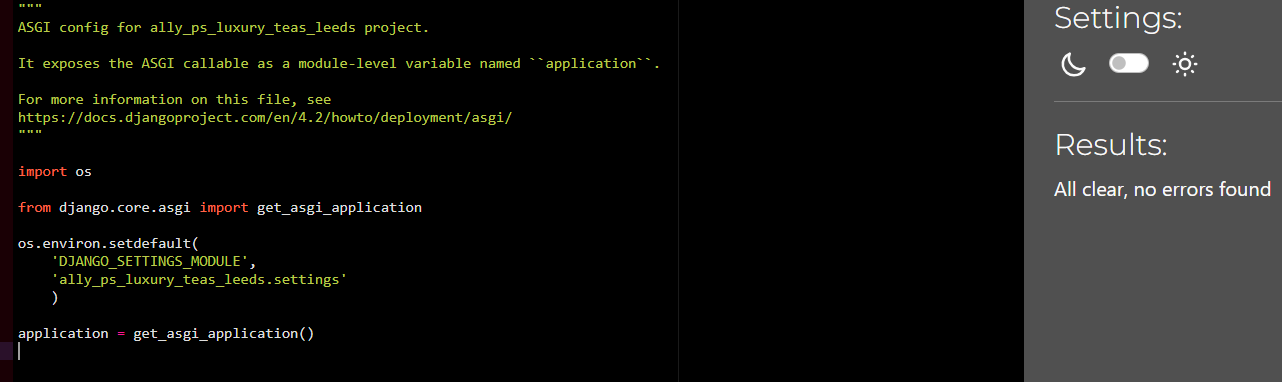 """
ASGI config for ally_ps_luxury_teas_leeds project.
It exposes the ASGI callable as a module-level variable named ``application``.
For more information on this file, see
https://docs.djangoproject.com/en/4.2/howto/deployment/asgi/
"""
import os
from django.core.asgi import get_asgi_application
os.environ.setdefault(
    'DJANGO_SETTINGS_MODULE',
    'ally_ps_luxury_teas_leeds.settings'
    )
application = get_asgi_application()
Settings:
Results:
All clear, no errors found